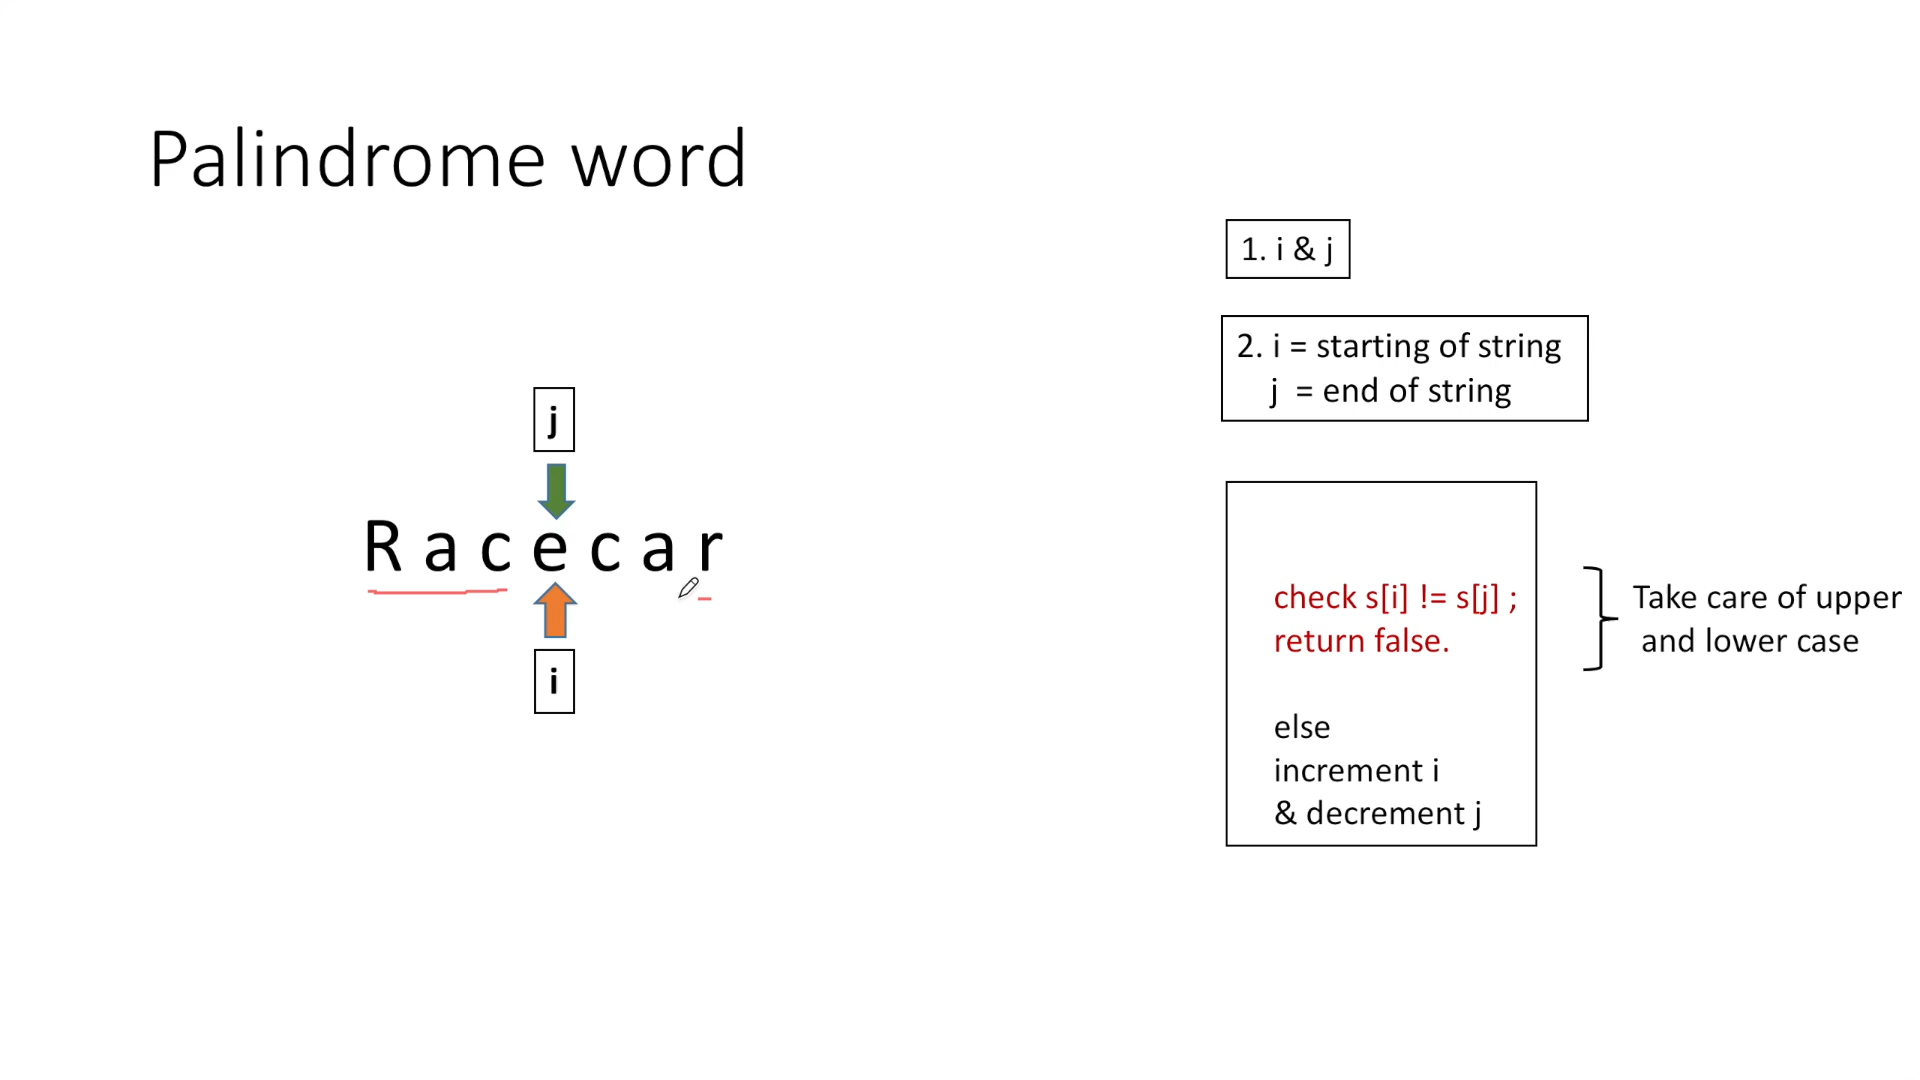 Palindrome word
1. i & j
2. i = starting of string
j = end of string
j
R a c e c a r
i
check s[i] != s[j] ;
return false.
else
increment i
& decrement j
Take care of upper
and lower case